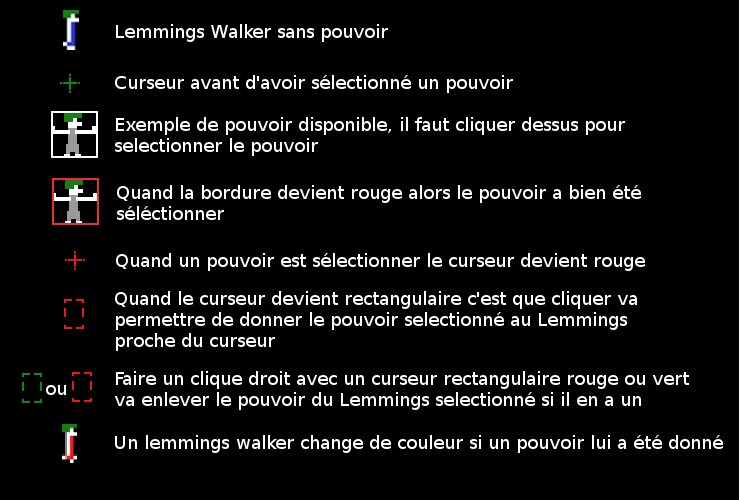 Lemmings Walker sans pouvoir
Curseur avant d'avoir sélectionné un pouvoir
Exemple de pouvoir disponible, il faut cliquer dessus pour
selectionner le pouvoir
Quand la bordure devient rouge alors le pouvoir a bien été
séléctionner
Quand un pouvoir est sélectionner le curseur devient rouge
Quand le curseur devient rectangulaire c'est que cliquer va
permettre de donner le pouvoir selectionné au Lemmings
proche du curseur
ou
Faire un clique droit avec un curseur rectangulaire rouge ou vert
va enlever le pouvoir du Lemmings selectionné si il en a un
Un lemmings walker change de couleur si un pouvoir lui a été donné